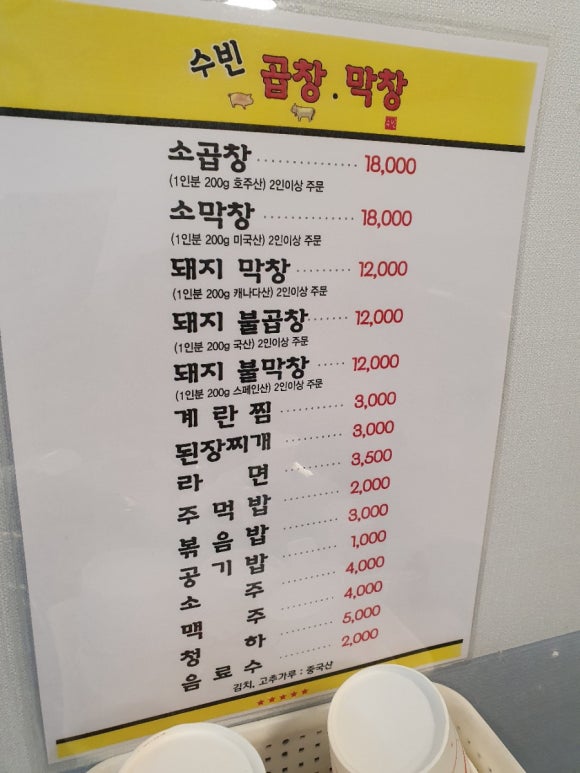 수빈 곱창.막창
소곱창 ............... 18,000
(1인분 200g 호주산) 2인이상 주문
소막창 ............... 18,000
(1인분 200g 미국산) 2인이상 주문
돼지 막창 ......... 12,000
(1인분 200g 캐나다산) 2인이상 주문
돼지 불곱창 ....... 12,000
(1인분 200g 국산) 2인이상 주문
돼지 불막창 ..... 12,000
(1인분 200g 스페인산) 2인이상 주문
계란찜 ............ 3,000
된장찌개 ............ 3,000
라면 ............ 3,500
주먹밥 ............ 2,000
볶음밥 ............ 3,000
공기밥 ............ 1,000
소주 ............ 4,000
맥주 ............ 4,000
청하 ............ 5,000
음료수 ............ 2,000
김치, 고추가루 : 중국산